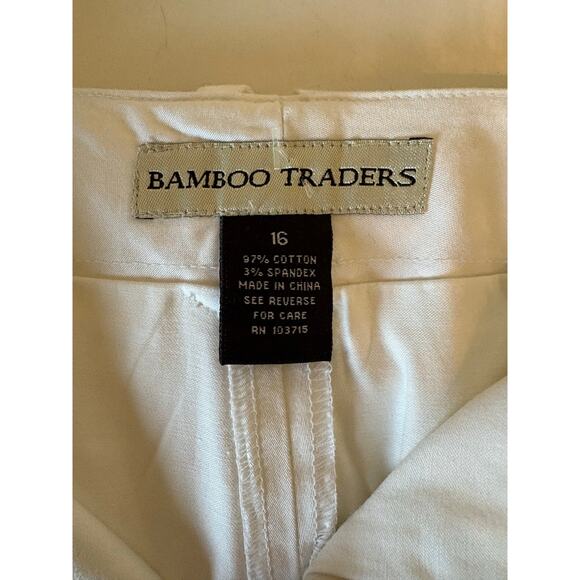 BAMBOO TRADERS
16
97% COTTON
3% SPANDEX
MADE IN CHINA
SEE REVERSE
FOR CARE
RN 103715